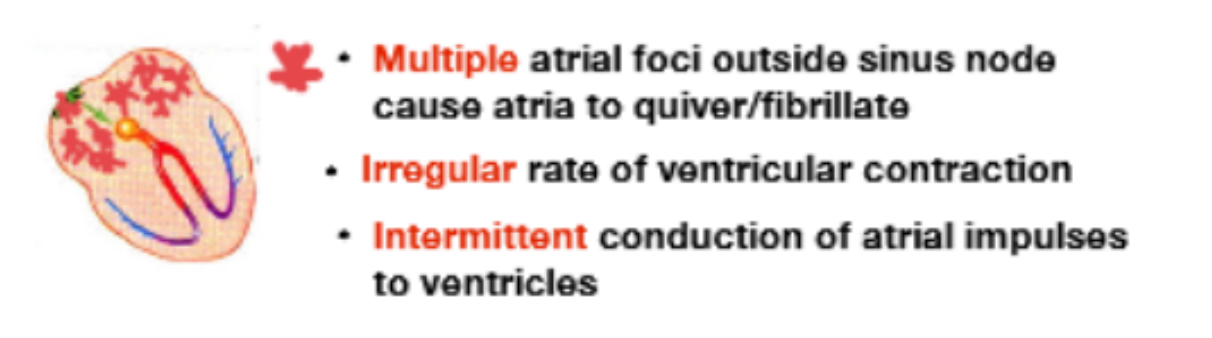 • Multiple atrial foci outside sinus node
cause atria to quiver/fibrillate
• Irregular rate of ventricular contraction
• Intermittent conduction of atrial impulses
to ventricles